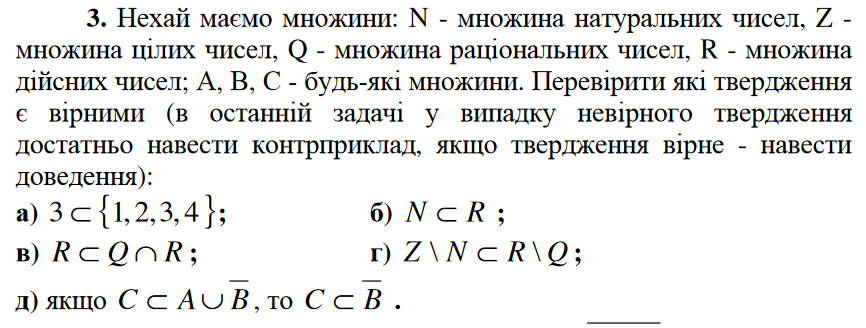 3. Нехай маємо множини: N - множина натуральних чисел, Z -
множина цілих чисел, Q - множина раціональних чисел, R - множина
дійсних чисел; A, B, C - будь-які множини. Перевірити які твердження
є вірними (в останній задачі у випадку невірного твердження
достатньо навести контрприклад, якщо твердження вірне - навести
доведення):
а) 3 ⊂ {1, 2, 3, 4}; б) N ⊂ R ;
в) R ⊂ Q ∩ R ; г) Z \ N ⊂ R \ Q ;
д) якщо C ⊂ A ∪ B̅, то C ⊂ B̅ .